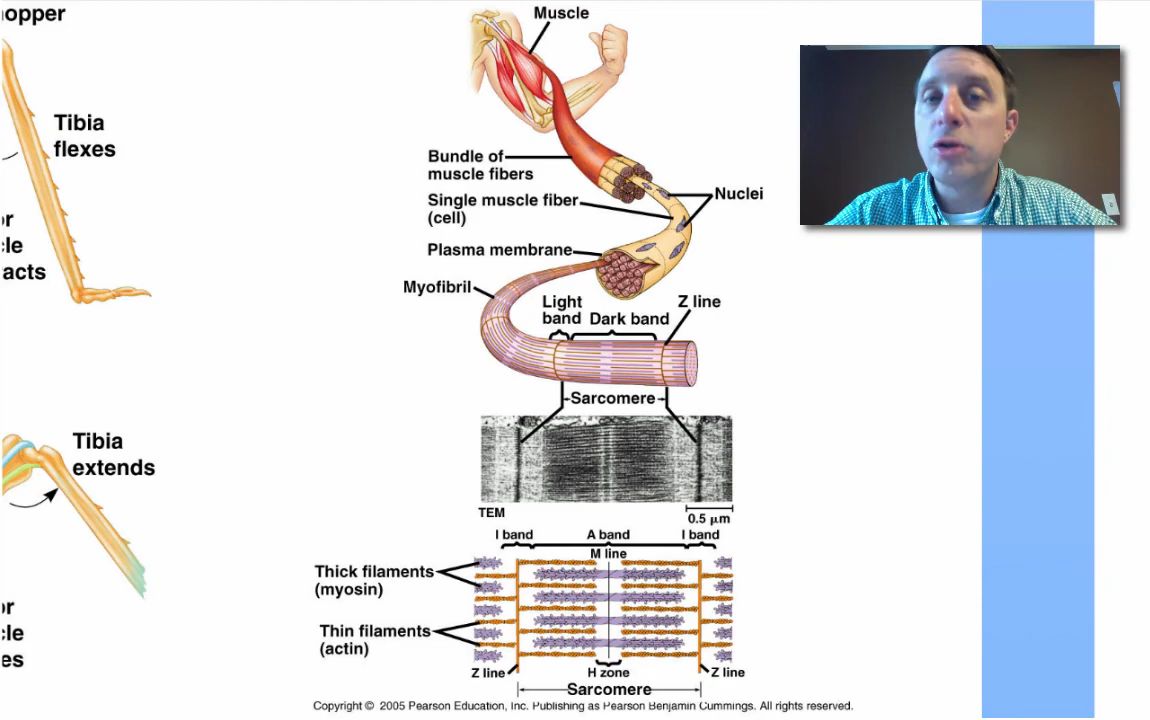 opper
Tibia
flexes
or
cle
acts
Tibia
extends
or
cle
es
Muscle
Bundle of
muscle fibers
Single muscle fiber
(cell)
Nuclei
Plasma membrane
Myofibril
Light
band
Dark band
Z line
Sarcomere
TEM
0.5 μm
I band
A band
I band
M line
Thick filaments
(myosin)
Thin filaments
(actin)
Z line
H zone
Z line
Sarcomere
Copyright © 2005 Pearson Education, Inc. Publishing as Pearson Benjamin Cummings. All rights reserved.